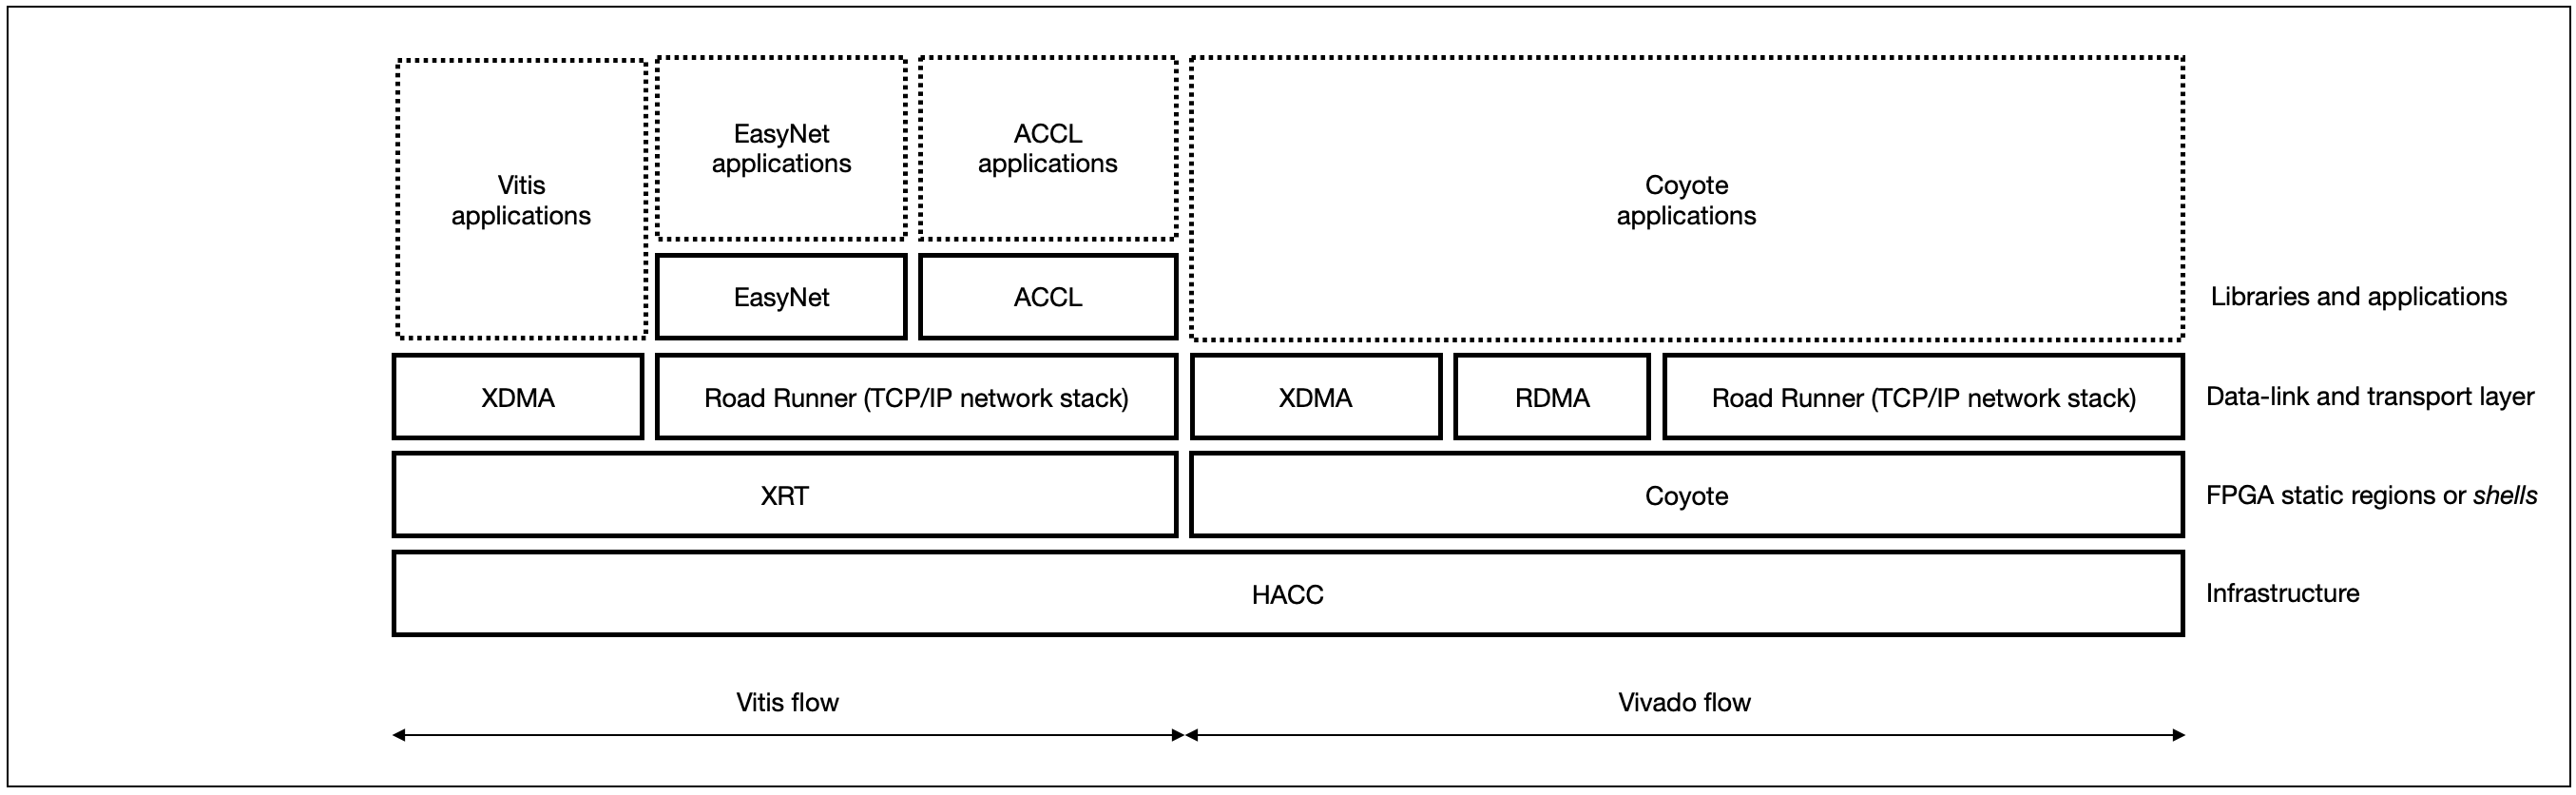 Vitis
applications
EasyNet
applications
ACCL
applications
Coyote
applications
EasyNet
ACCL
Libraries and applications
XDMA
Road Runner (TCP/IP network stack)
XDMA
RDMA
Road Runner (TCP/IP network stack)
Data-link and transport layer
XRT
Coyote
FPGA static regions or shells
HACC
Infrastructure
Vitis flow
Vivado flow